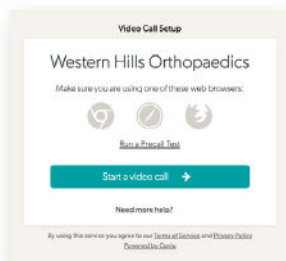 Video Call Setup
Western Hills Orthopaedics
Make sure you are using one of these web browsers:
Run a Precall Test
Start a video call
Need more help?
By using this service you agree to our Terms of Service and Privacy Policy
Powered by Coviu